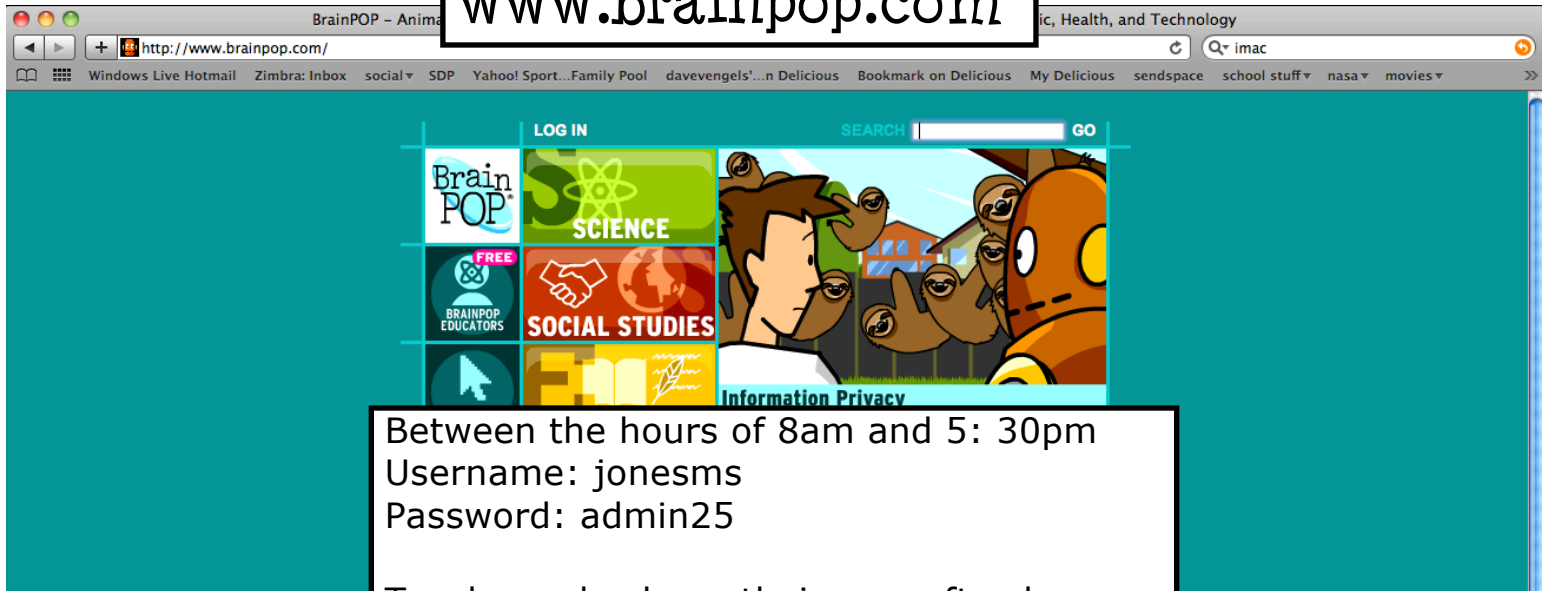 www.brainpop.com
BrainPOP – Anima
ic, Health, and Technology
http://www.brainpop.com/
imac
Windows Live Hotmail Zimbra: Inbox social SDP Yahoo! Sport...Family Pool davevengels'...n Delicious Bookmark on Delicious My Delicious sendspace school stuff nasa movies
LOG IN
SEARCH
GO
Brain
POP®
S
SCIENCE
FREE
BRAINPOP
EDUCATORS
SOCIAL STUDIES
E
Information Privacy
Between the hours of 8am and 5: 30pm
Username: jonesms
Password: admin25